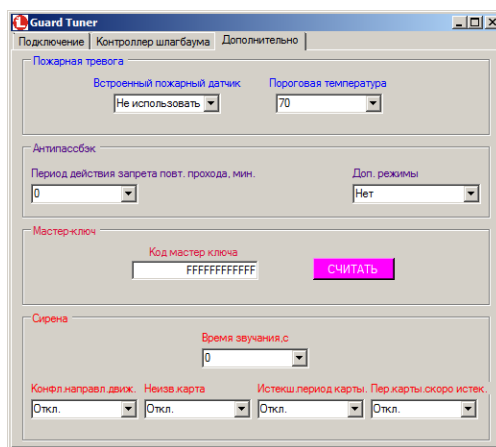 Guard Tuner
Подключение Контроллер шлагбаума Дополнительно
Пожарная тревога
Встроенный пожарный датчик Пороговая температура
Не использовать 70
Антипассбэк
Период действия запрета повт. прохода, мин. Доп. режимы
0 Нет
Мастер-ключ
Код мастер ключа
FFFFFFFFFFFF СЧИТАТЬ
Сирена
Время звучания,с
0
Конфл.направл.движ. Неизв.карта Истекш.период карты. Пер.карты.скоро истек.
Откл. Откл. Откл. Откл.